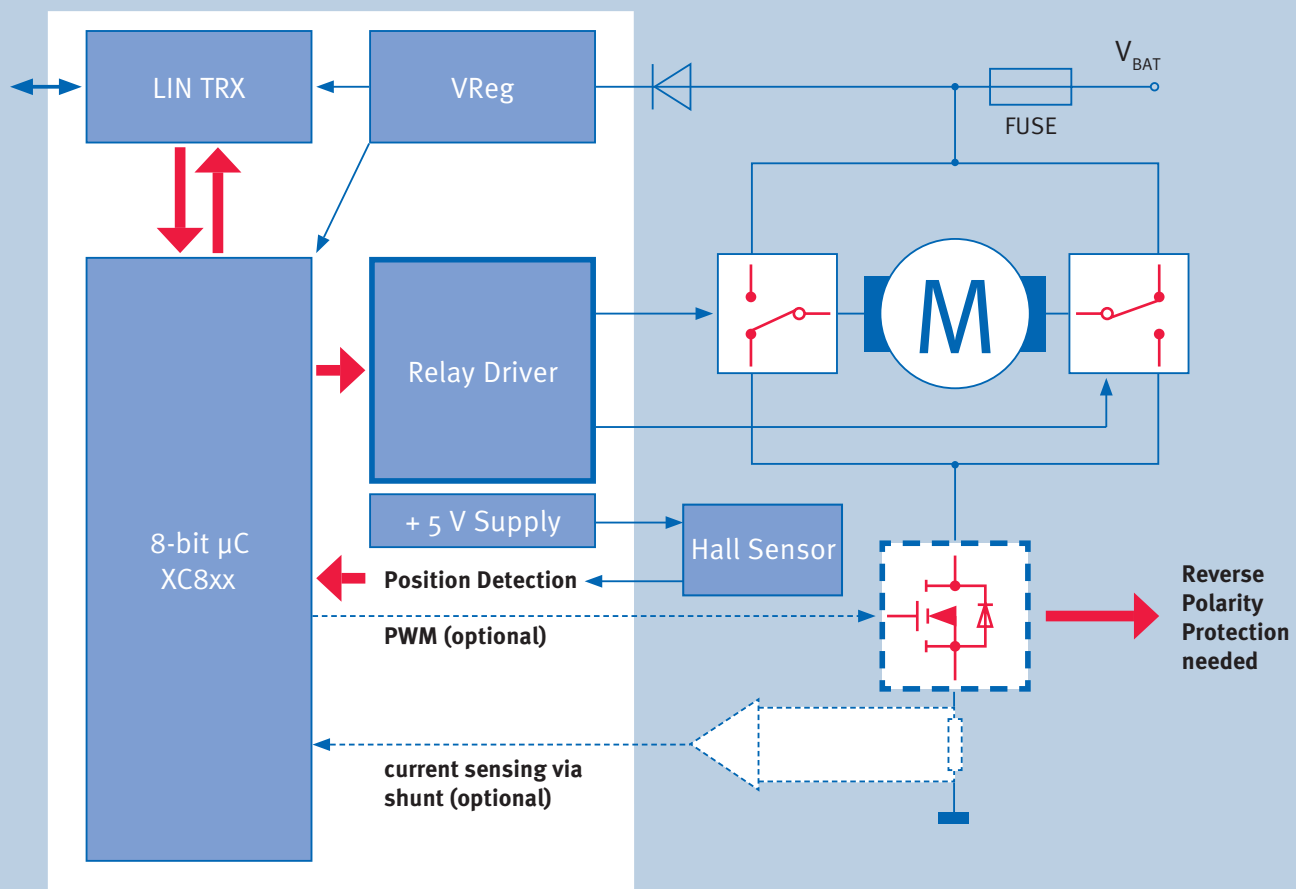 LIN TRX
VReg
V BAT
FUSE
M
Relay Driver
+ 5 V Supply
Hall Sensor
8-bit µC
XC8xx
Position Detection
PWM (optional)
Reverse
Polarity
Protection
needed
current sensing via
shunt (optional)